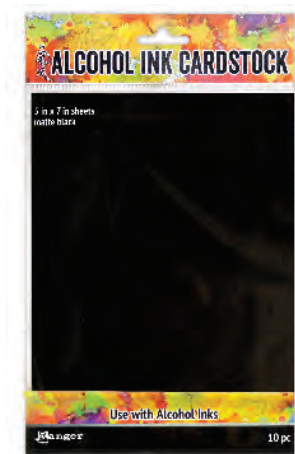 ALCOHOL INK CARDSTOCK
5 in x 7 in sheets
matte black
Use with Alcohol Inks
Ranger 10 pc